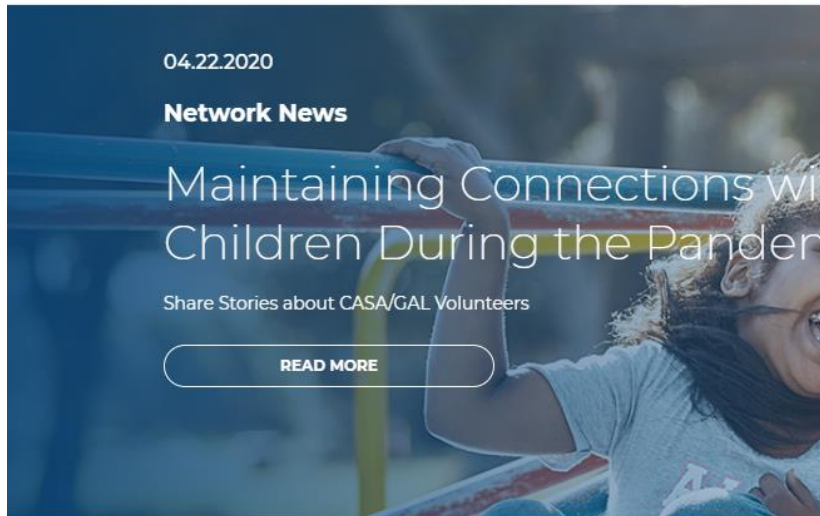 04.22.2020
Network News
Maintaining Connections wi
Children During the Pander
Share Stories about CASA/GAL Volunteers
READ MORE